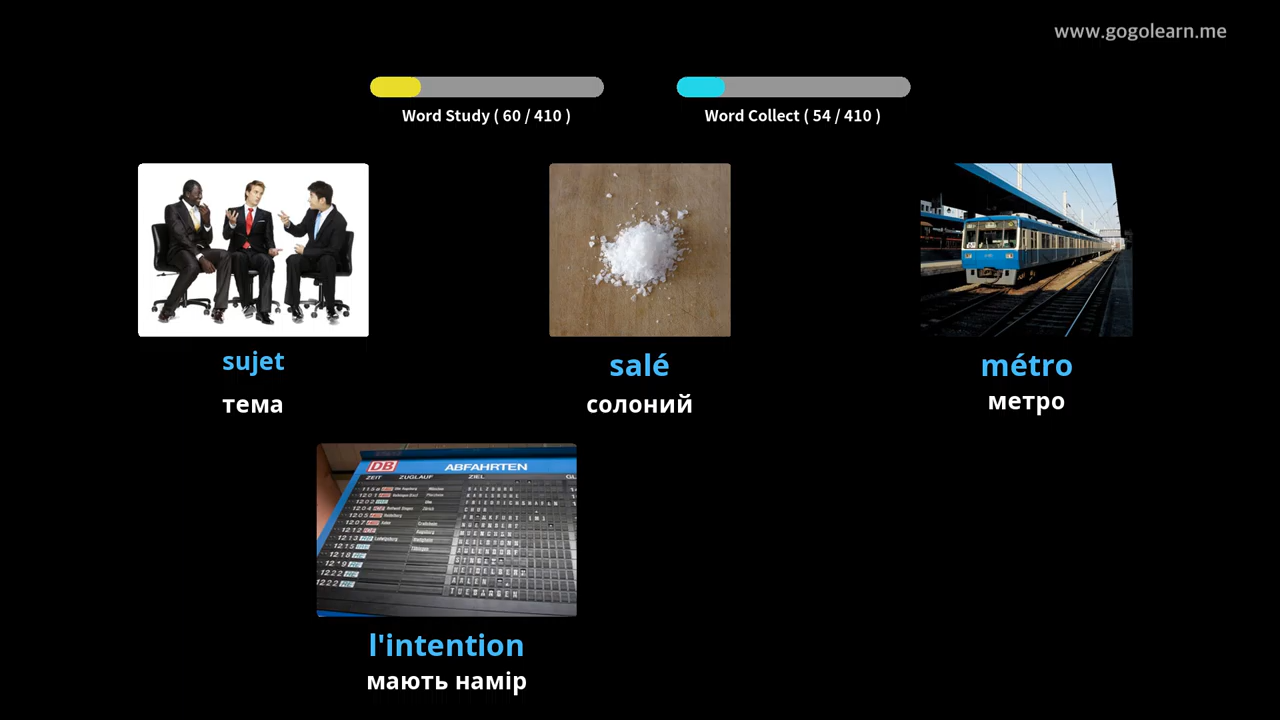 www.gogolearn.me
Word Study ( 60 / 410 )
Word Collect ( 54 / 410 )
sujet
salé
métro
тема
солоний
метро
DB ABFAHRTEN
ZEIT ZUGLAUF ZIEL
l'intention
мають намір